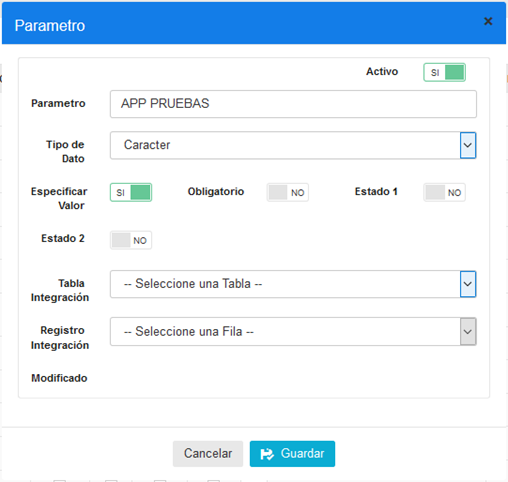 Parametro
Activo SI
Parametro APP PRUEBAS
Tipo de Dato Caracter
Especificar Valor SI Obligatorio NO Estado 1 NO
Estado 2 NO
Tabla Integración -- Seleccione una Tabla --
Registro Integración -- Seleccione una Fila --
Modificado
Cancelar Guardar